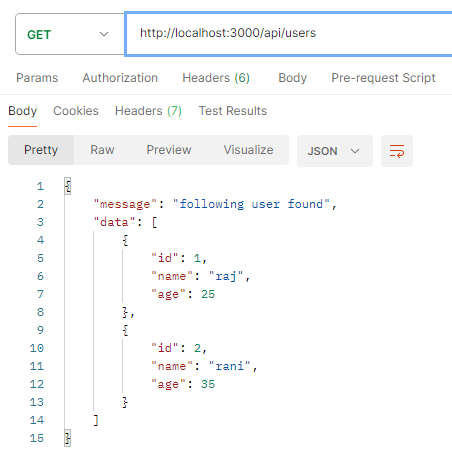 GET http://localhost:3000/api/users
Params Authorization Headers (6) Body Pre-request Script
Body Cookies Headers (7) Test Results
Pretty Raw Preview Visualize JSON
1 {
2 "message": "following user found",
3 "data": [
4 {
5 "id": 1,
6 "name": "raj",
7 "age": 25
8 },
9 {
10 "id": 2,
11 "name": "rani",
12 "age": 35
13 }
14 ]
15 }